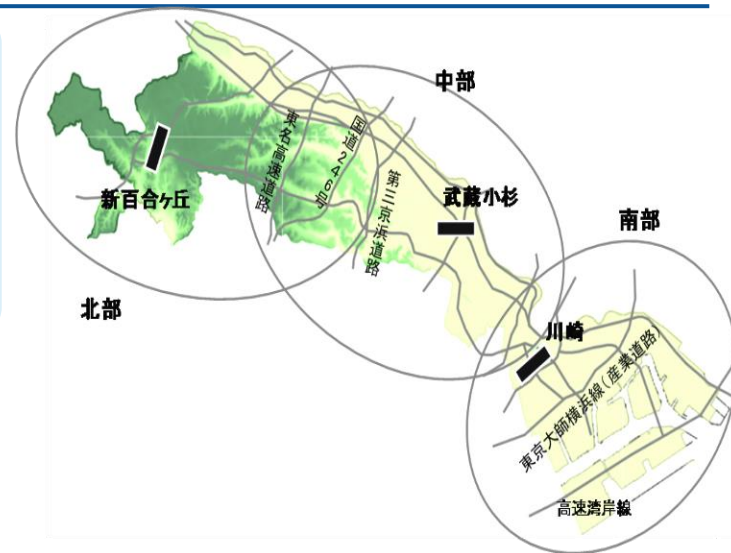 中部
東名高速道路
国道246号
第三京浜道路
新百合ヶ丘
武蔵小杉
南部
北部
川崎
東京大師横浜線(産業道路)
高速湾岸線